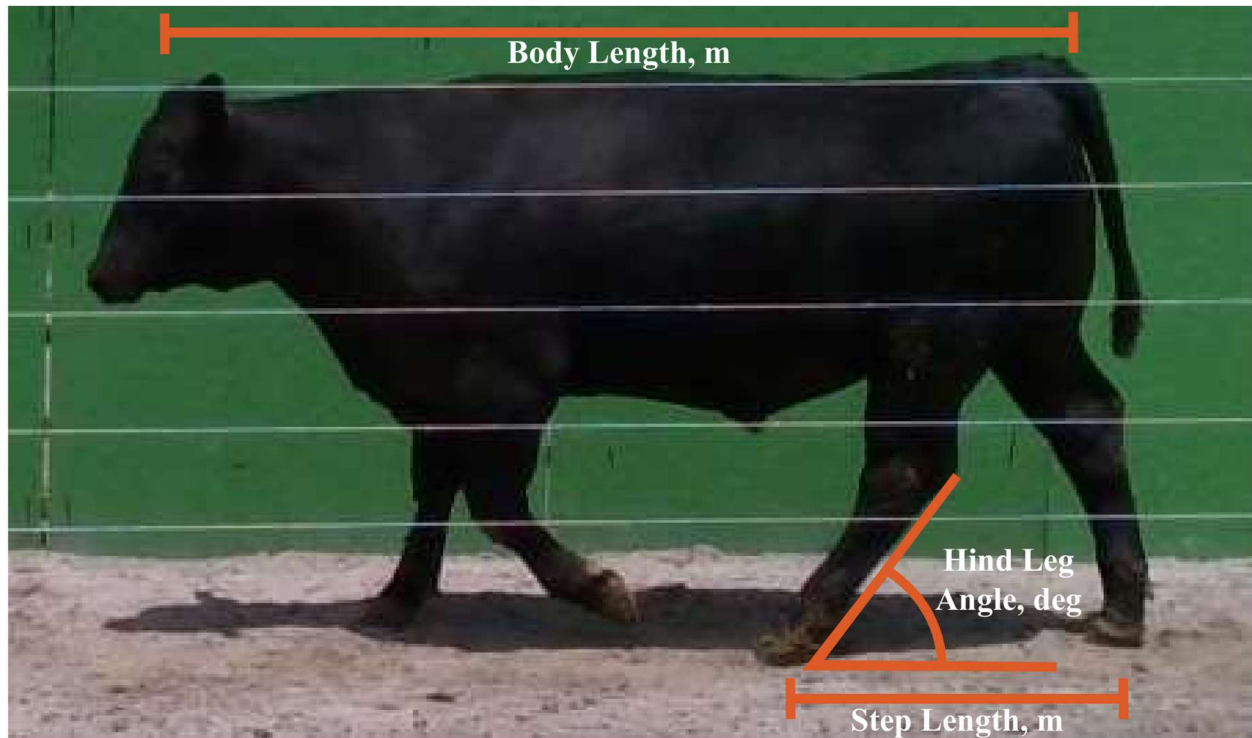 Body Length, m
Hind Leg
Angle, deg
Step Length, m